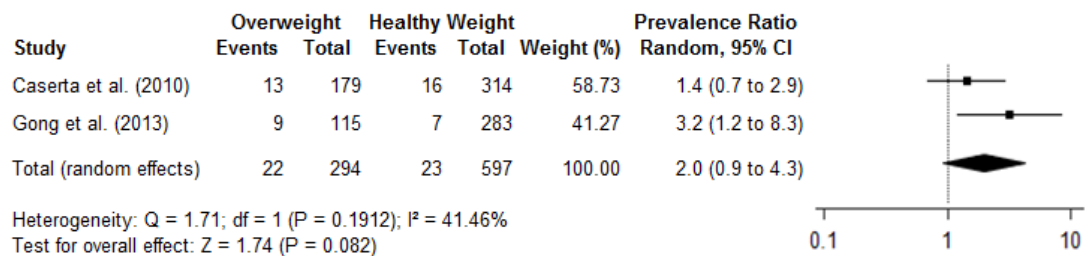 Overweight Healthy Weight Prevalence Ratio
Study Events Total Events Total Weight (%) Random, 95% CI
Caserta et al. (2010) 13 179 16 314 58.73 1.4 (0.7 to 2.9)
Gong et al. (2013) 9 115 7 283 41.27 3.2 (1.2 to 8.3)
Total (random effects) 22 294 23 597 100.00 2.0 (0.9 to 4.3)
Heterogeneity: Q = 1.71; df = 1 (P = 0.1912); I² = 41.46%
Test for overall effect: Z = 1.74 (P = 0.082)
0.1 1 10